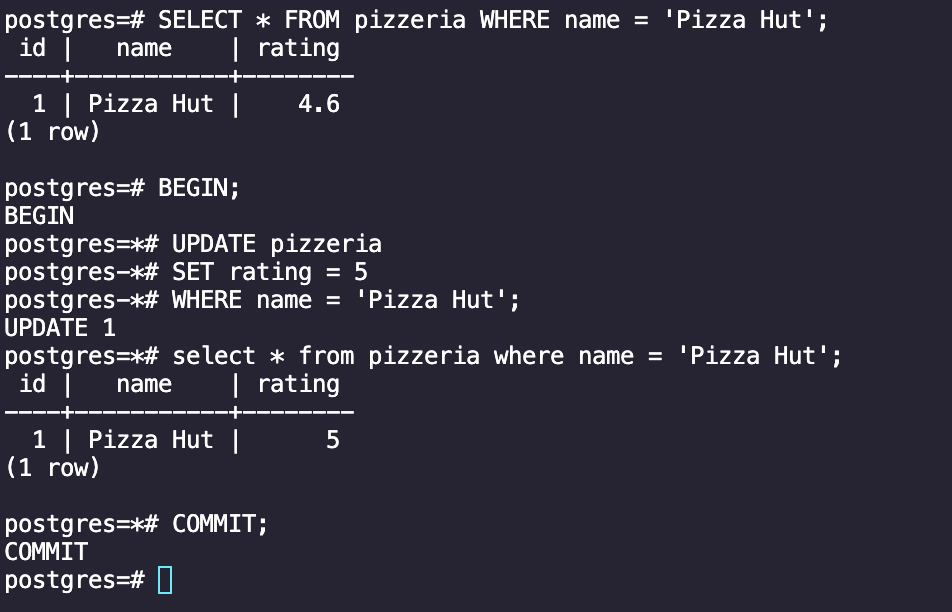 postgres=# SELECT * FROM pizzeria WHERE name = 'Pizza Hut';
 id |   name    | rating
----+-----------+--------
  1 | Pizza Hut |    4.6
(1 row)

postgres=# BEGIN;
BEGIN
postgres=*# UPDATE pizzeria
postgres-*# SET rating = 5
postgres-*# WHERE name = 'Pizza Hut';
UPDATE 1
postgres=*# select * from pizzeria where name = 'Pizza Hut';
 id |   name    | rating
----+-----------+--------
  1 | Pizza Hut |      5
(1 row)

postgres=*# COMMIT;
COMMIT
postgres=#